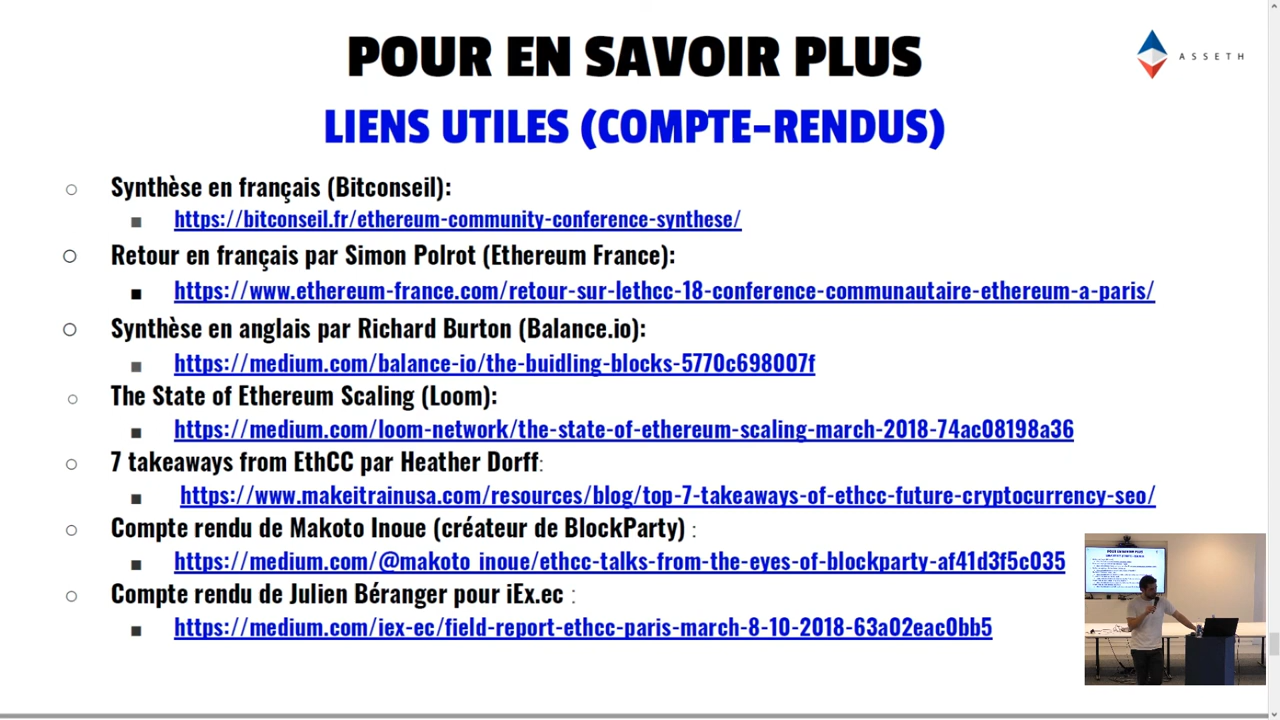 POUR EN SAVOIR PLUS
ASSETH
LIENS UTILES (COMPTE-RENDUS)
Synthèse en français (Bitconseil):
https://bitconseil.fr/ethereum-community-conference-synthese/
Retour en français par Simon Polrot (Ethereum France):
https://www.ethereum-france.com/retour-sur-lethcc-18-conference-communautaire-ethereum-a-paris/
Synthèse en anglais par Richard Burton (Balance.io):
https://medium.com/balance-io/the-buidling-blocks-5770c698007f
The State of Ethereum Scaling (Loom):
https://medium.com/loom-network/the-state-of-ethereum-scaling-march-2018-74ac08198a36
7 takeaways from EthCC par Heather Dorff:
https://www.makeitrainusa.com/resources/blog/top-7-takeaways-of-ethcc-future-cryptocurrency-seo/
Compte rendu de Makoto Inoue (créateur de BlockParty) :
https://medium.com/@makoto_inoue/ethcc-talks-from-the-eyes-of-blockparty-af41d3f5c035
Compte rendu de Julien Béranger pour iEx.ec :
https://medium.com/iex-ec/field-report-ethcc-paris-march-8-10-2018-63a02eac0bb5